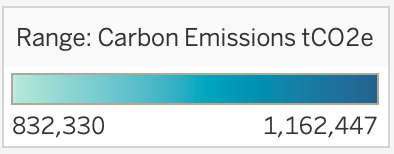 Range: Carbon Emissions tCO2e
832,330 1,162,447